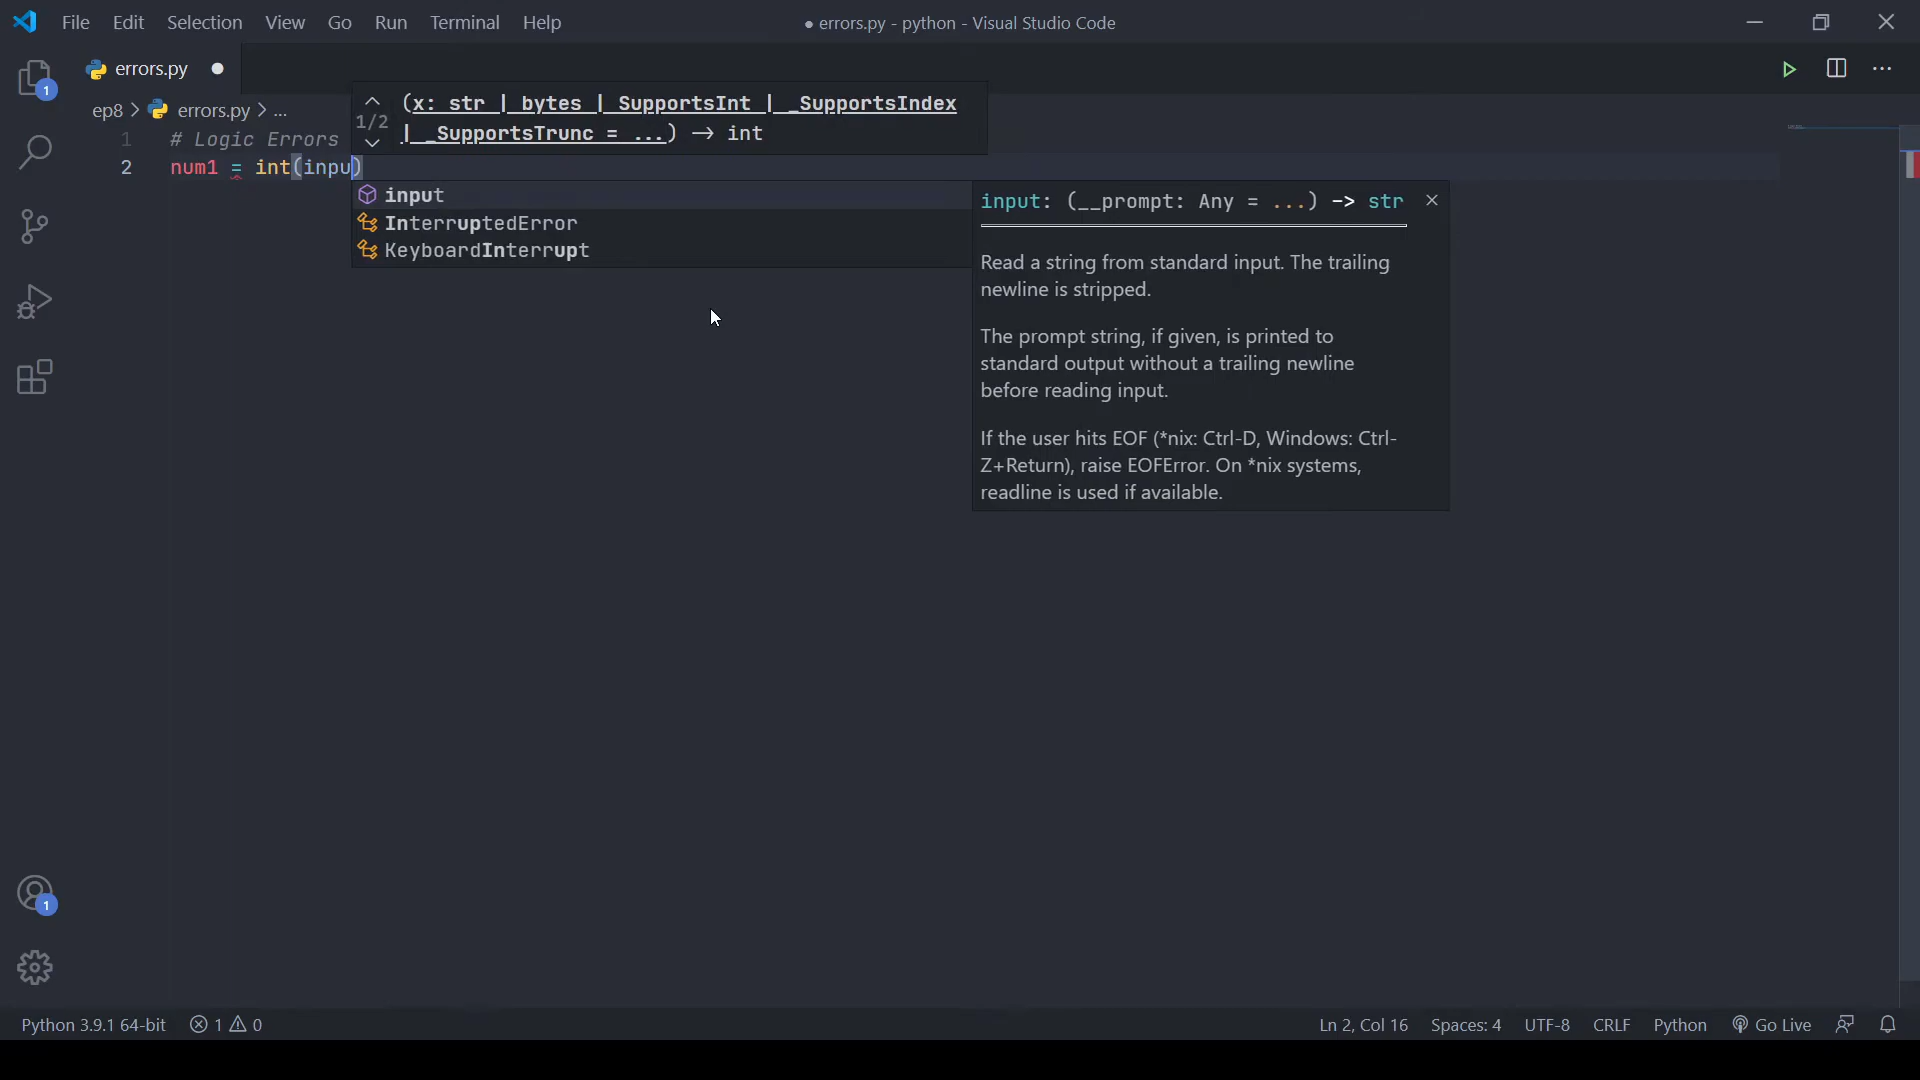 File Edit Selection View Go Run Terminal Help
● errors.py - python - Visual Studio Code
errors.py
ep8 > errors.py > ...
1/2
(x: str | bytes | SupportsInt | _SupportsIndex
| _SupportsTrunc = ...) -> int
1 # Logic Errors
2 num1 = int(inpu)
input
InterruptedError
KeyboardInterrupt
input: (__prompt: Any = ...) -> str
Read a string from standard input. The trailing
newline is stripped.
The prompt string, if given, is printed to
standard output without a trailing newline
before reading input.
If the user hits EOF (*nix: Ctrl-D, Windows: Ctrl-
Z+Return), raise EOFError. On *nix systems,
readline is used if available.
1
1
Python 3.9.1 64-bit 1 0 Ln 2, Col 16 Spaces: 4 UTF-8 CRLF Python Go Live